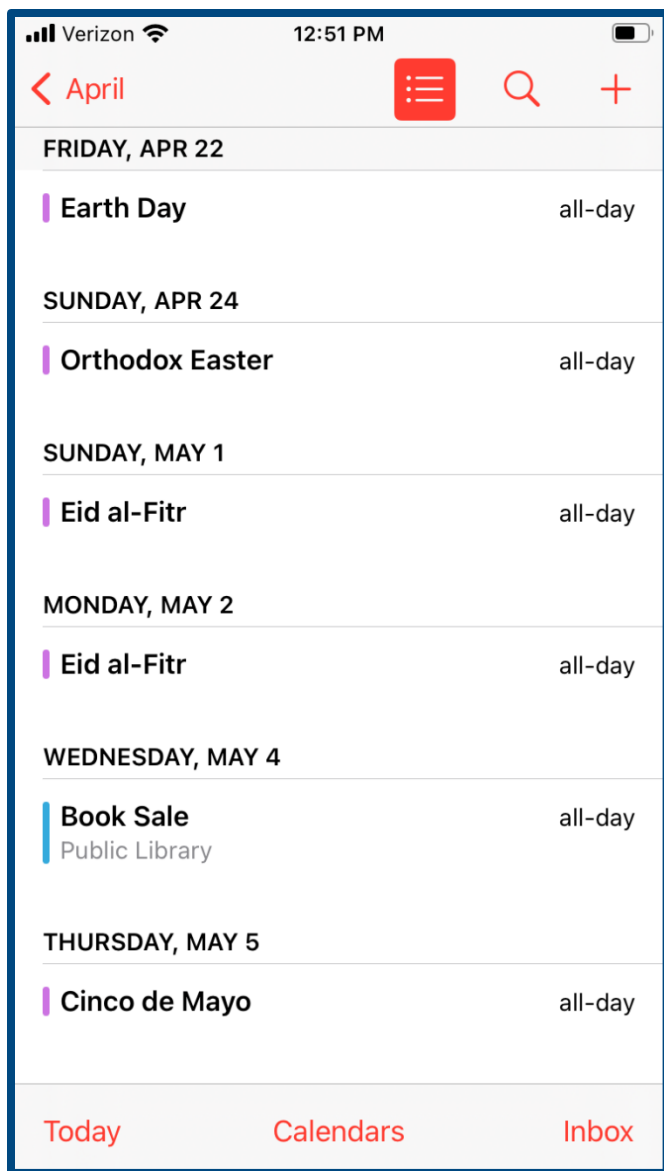 Verizon 12:51 PM
April
FRIDAY, APR 22
Earth Day all-day
SUNDAY, APR 24
Orthodox Easter all-day
SUNDAY, MAY 1
Eid al-Fitr all-day
MONDAY, MAY 2
Eid al-Fitr all-day
WEDNESDAY, MAY 4
Book Sale all-day
Public Library
THURSDAY, MAY 5
Cinco de Mayo all-day
Today Calendars Inbox